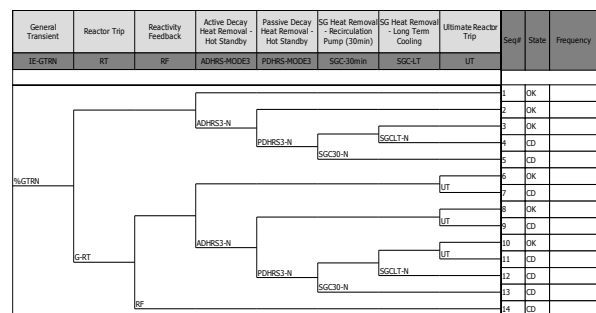 General
Transient
Reactor Trip
Reactivity
Feedback
Active Decay
Heat Removal -
Hot Standby
Passive Decay
Heat Removal -
Hot Standby
SG Heat Removal
- Recirculation
Pump (30min)
SG Heat Removal
- Long Term
Cooling
Ultimate Reactor
Trip
Seq# State Frequency
IE-GTRN RT RF ADHRS-MODE3 PDHRS-MODE3 SGC-30min SGC-LT UT
1 OK
2 OK
ADHRS3-N
3 OK
PDHRS3-N SGCLT-N 4 CD
SGC30-N 5 CD
6 OK
%GTRN
UT 7 CD
8 OK
UT 9 CD
ADHRS3-N 10 OK
G-RT UT 11 CD
PDHRS3-N SGCLT-N 12 CD
SGC30-N 13 CD
RF 14 CD